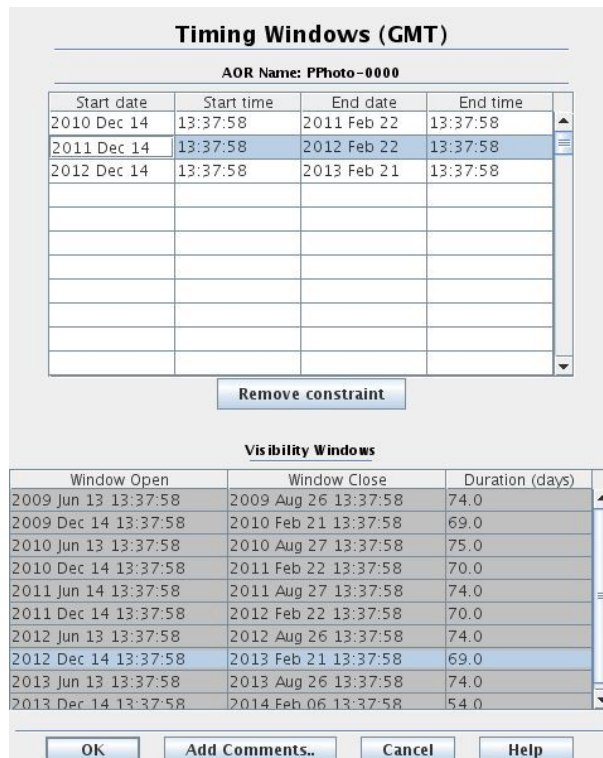 Timing Windows (GMT)
AOR Name: PPhoto-0000
Start date Start time End date End time
2010 Dec 14 13:37:58 2011 Feb 22 13:37:58
2011 Dec 14 13:37:58 2012 Feb 22 13:37:58
2012 Dec 14 13:37:58 2013 Feb 21 13:37:58
Remove constraint
Visibility Windows
Window Open Window Close Duration (days)
2009 Jun 13 13:37:58 2009 Aug 26 13:37:58 74.0
2009 Dec 14 13:37:58 2010 Feb 21 13:37:58 69.0
2010 Jun 13 13:37:58 2010 Aug 27 13:37:58 75.0
2010 Dec 14 13:37:58 2011 Feb 22 13:37:58 70.0
2011 Jun 14 13:37:58 2011 Aug 27 13:37:58 74.0
2011 Dec 14 13:37:58 2012 Feb 22 13:37:58 70.0
2012 Jun 13 13:37:58 2012 Aug 26 13:37:58 74.0
2012 Dec 14 13:37:58 2013 Feb 21 13:37:58 69.0
2013 Jun 13 13:37:58 2013 Aug 26 13:37:58 74.0
2013 Dec 14 13:37:58 2014 Feb 06 13:37:58 54.0
OK Add Comments.. Cancel Help